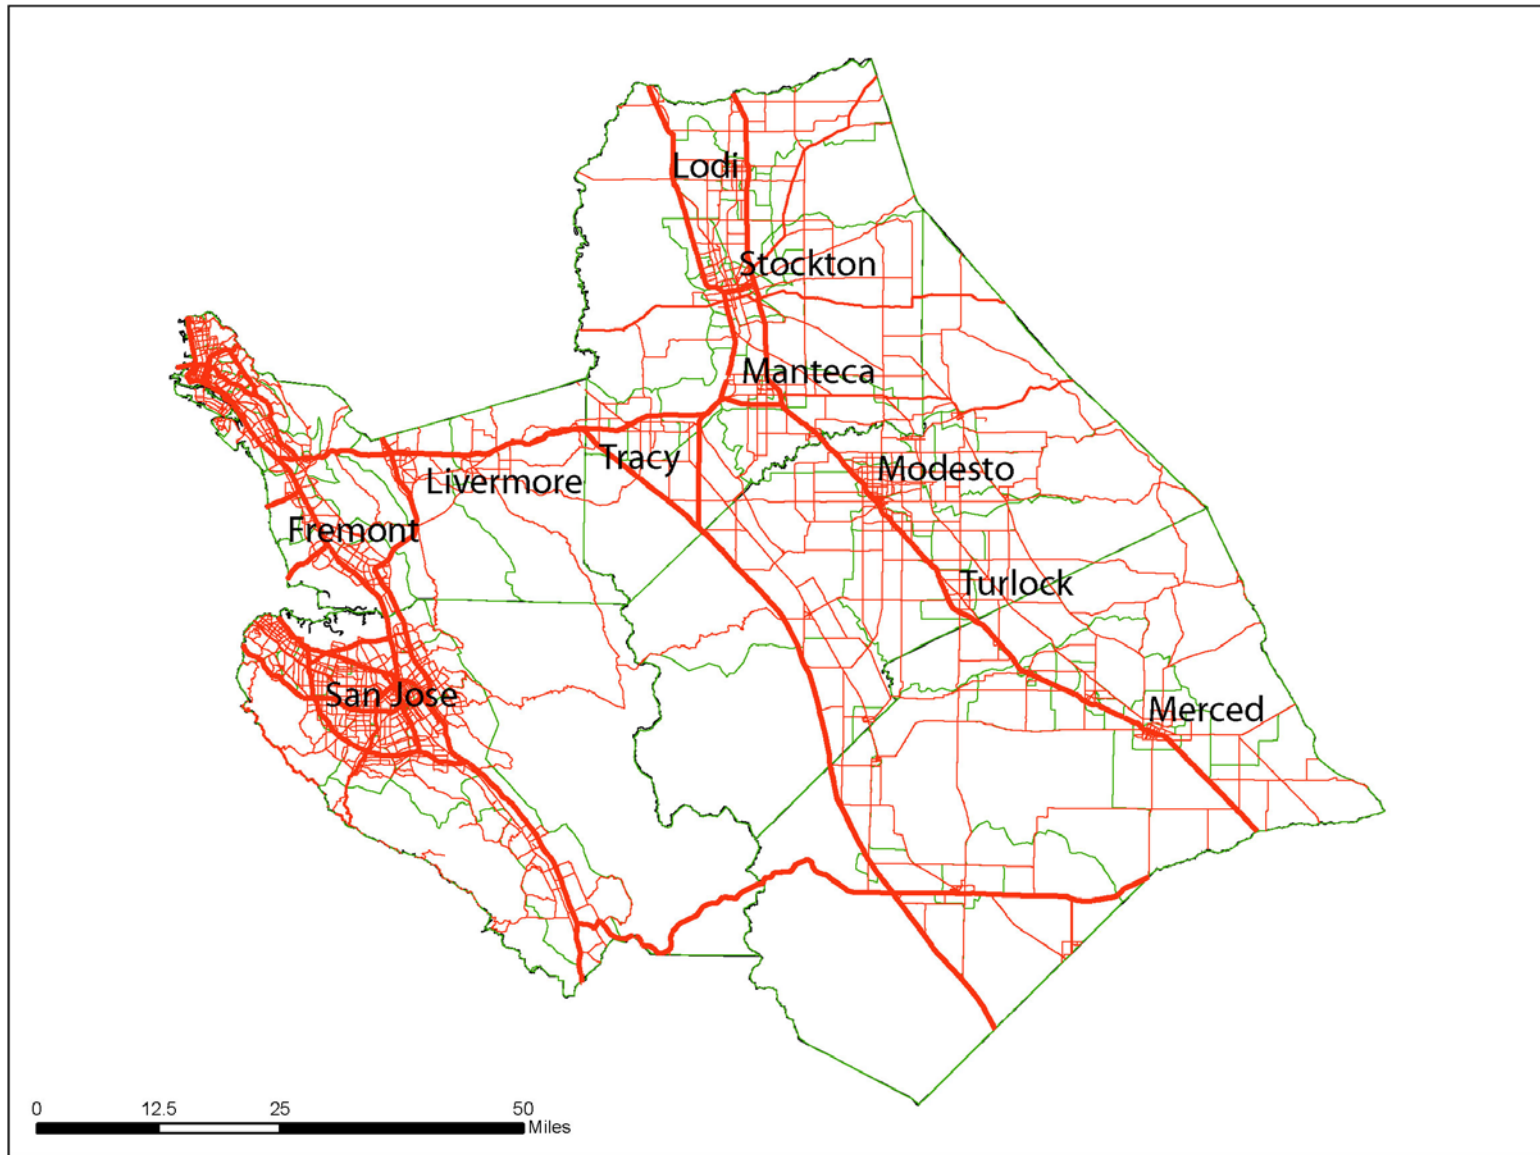 Lodi
Stockton
Manteca
Tracy
Modesto
Livermore
Fremont
Turlock
San Jose
Merced
0 12.5 25 50
Miles